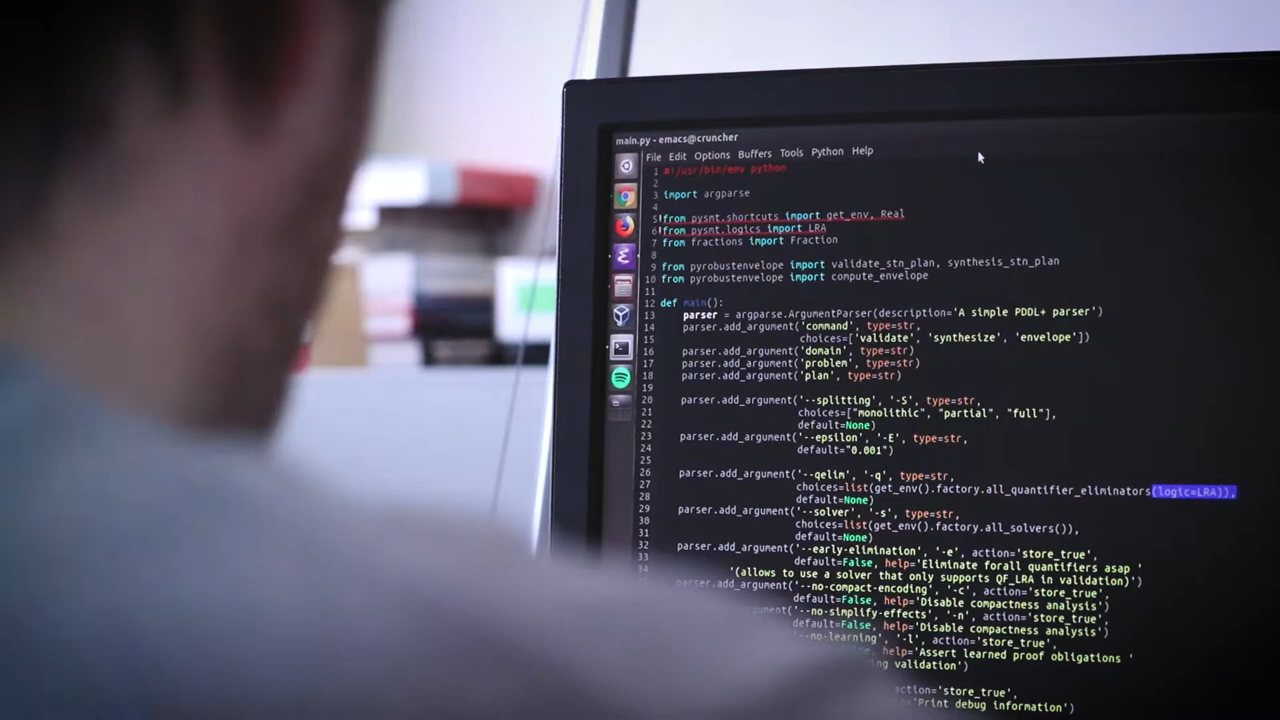 main.py - emacs@cruncher
File Edit Options Buffers Tools Python Help
1 #!/usr/bin/env python
2
3 import argparse
4
5 from pysmt.shortcuts import get_env, Real
6 from pysmt.logics import LRA
7 from fractions import Fraction
8
9 from pyrobustenvelope import validate_stn_plan, synthesis_stn_plan
10 from pyrobustenvelope import compute_envelope
11
12 def main():
13 parser = argparse.ArgumentParser(description='A simple PDDL+ parser')
14 parser.add_argument('command', type=str,
15 choices=['validate', 'synthesize', 'envelope'])
16 parser.add_argument('domain', type=str)
17 parser.add_argument('problem', type=str)
18 parser.add_argument('plan', type=str)
19
20 parser.add_argument('--splitting', '-S', type=str,
21 choices=["monolithic", "partial", "full"],
22 default=None)
23 parser.add_argument('--epsilon', '-E', type=str,
24 default="0.001")
25
26 parser.add_argument('--qelim', '-q', type=str,
27 choices=list(get_env().factory.all_quantifier_eliminators(logic=LRA)),
28 default=None)
29 parser.add_argument('--solver', '-s', type=str,
30 choices=list(get_env().factory.all_solvers()),
31 default=None)
32 parser.add_argument('--early-elimination', '-e', action='store_true',
33 default=False, help='Eliminate forall quantifiers asap '
34 '(allows to use a solver that only supports QF_LRA in validation)')
parser.add_argument('--no-compact-encoding', '-c', action='store_true',
default=False, help='Disable compactness analysis')
argument('--no-simplify-effects', '-n', action='store_true',
default=False, help='Disable compactness analysis')
'--no-learning', '-l', action='store_true',
help='Assert learned proof obligations '
validation')
action='store_true',
'Print debug information')